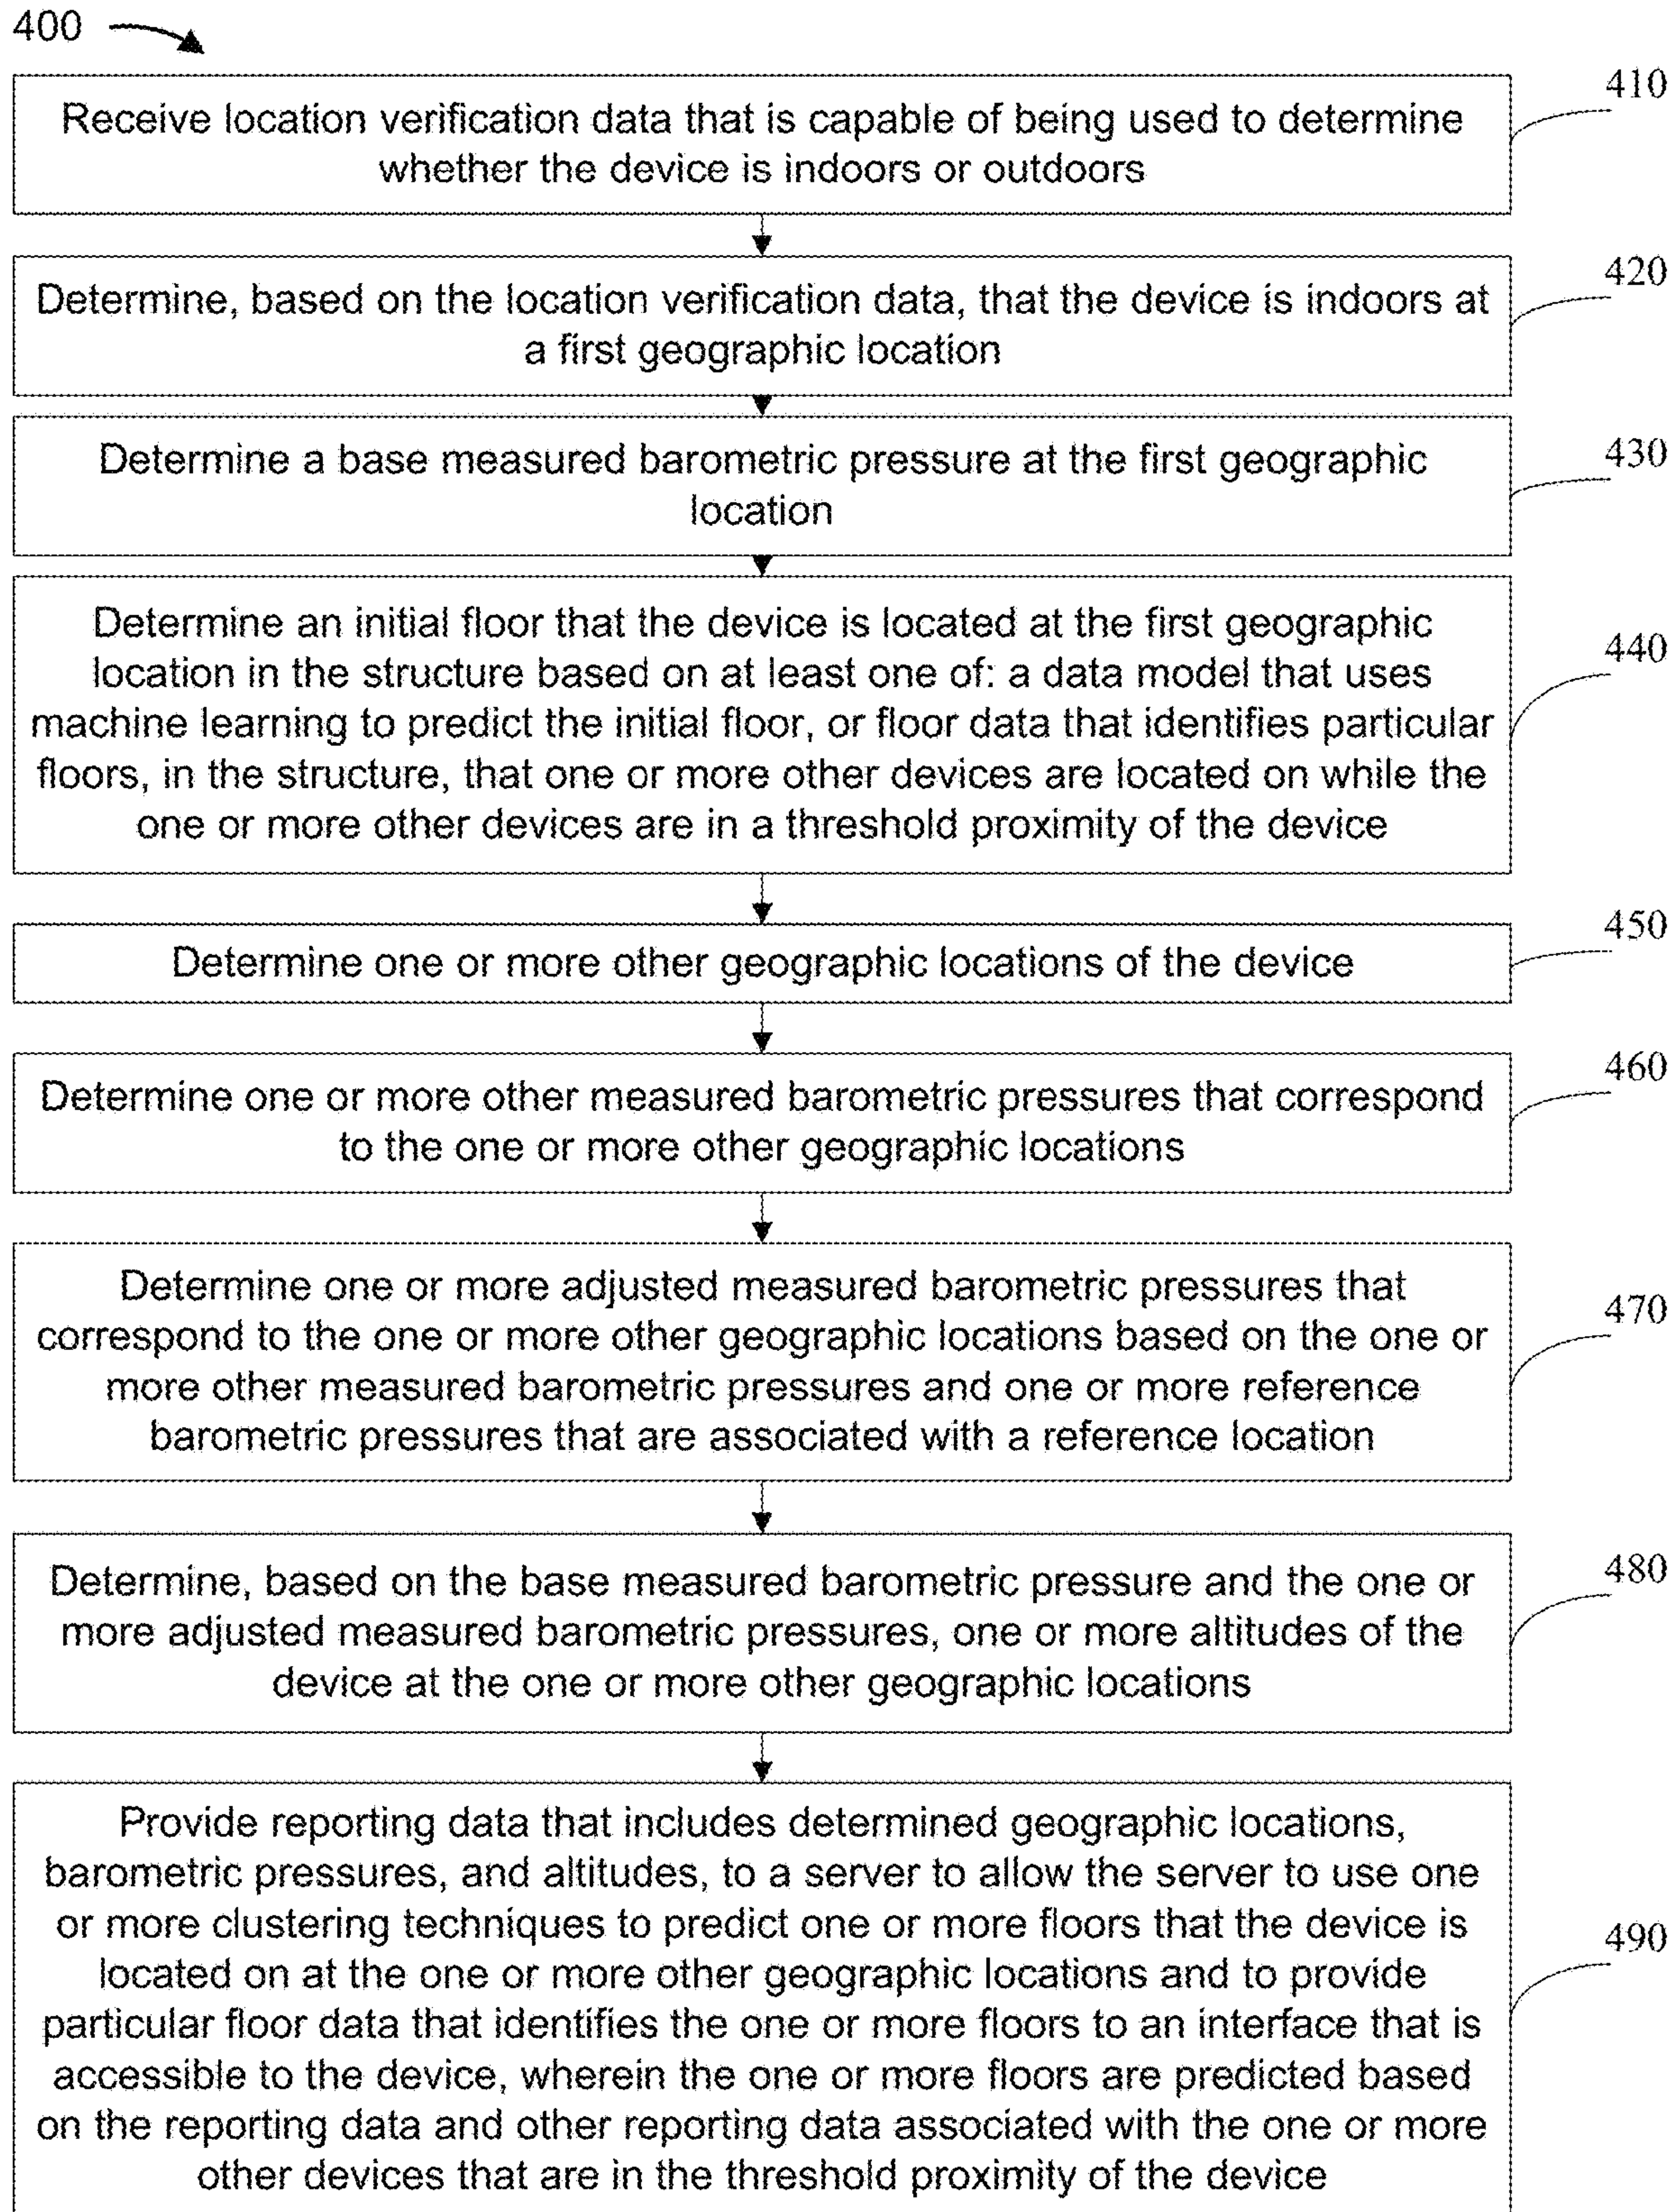 400
410
Receive location verification data that is capable of being used to determine
whether the device is indoors or outdoors
420
Determine, based on the location verification data, that the device is indoors at
a first geographic location
430
Determine a base measured barometric pressure at the first geographic
location
440
Determine an initial floor that the device is located at the first geographic
location in the structure based on at least one of: a data model that uses
machine learning to predict the initial floor, or floor data that identifies particular
floors, in the structure, that one or more other devices are located on while the
one or more other devices are in a threshold proximity of the device
450
Determine one or more other geographic locations of the device
460
Determine one or more other measured barometric pressures that correspond
to the one or more other geographic locations
470
Determine one or more adjusted measured barometric pressures that
correspond to the one or more other geographic locations based on the one or
more other measured barometric pressures and one or more reference
barometric pressures that are associated with a reference location
480
Determine, based on the base measured barometric pressure and the one or
more adjusted measured barometric pressures, one or more altitudes of the
device at the one or more other geographic locations
490
Provide reporting data that includes determined geographic locations,
barometric pressures, and altitudes, to a server to allow the server to use one
or more clustering techniques to predict one or more floors that the device is
located on at the one or more other geographic locations and to provide
particular floor data that identifies the one or more floors to an interface that is
accessible to the device, wherein the one or more floors are predicted based
on the reporting data and other reporting data associated with the one or more
other devices that are in the threshold proximity of the device